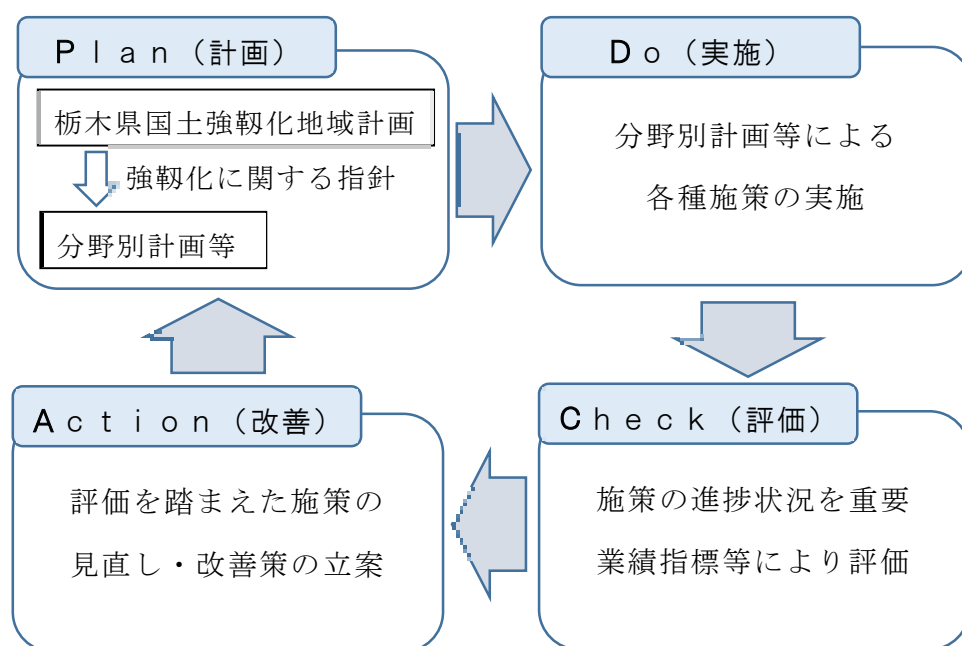 Plan（計画）
栃木県国土強靱化地域計画
強靱化に関する指針
分野別計画等
Do（実施）
分野別計画等による
各種施策の実施
Check（評価）
施策の進捗状況を重要
業績指標等により評価
Action（改善）
評価を踏まえた施策の
見直し・改善策の立案